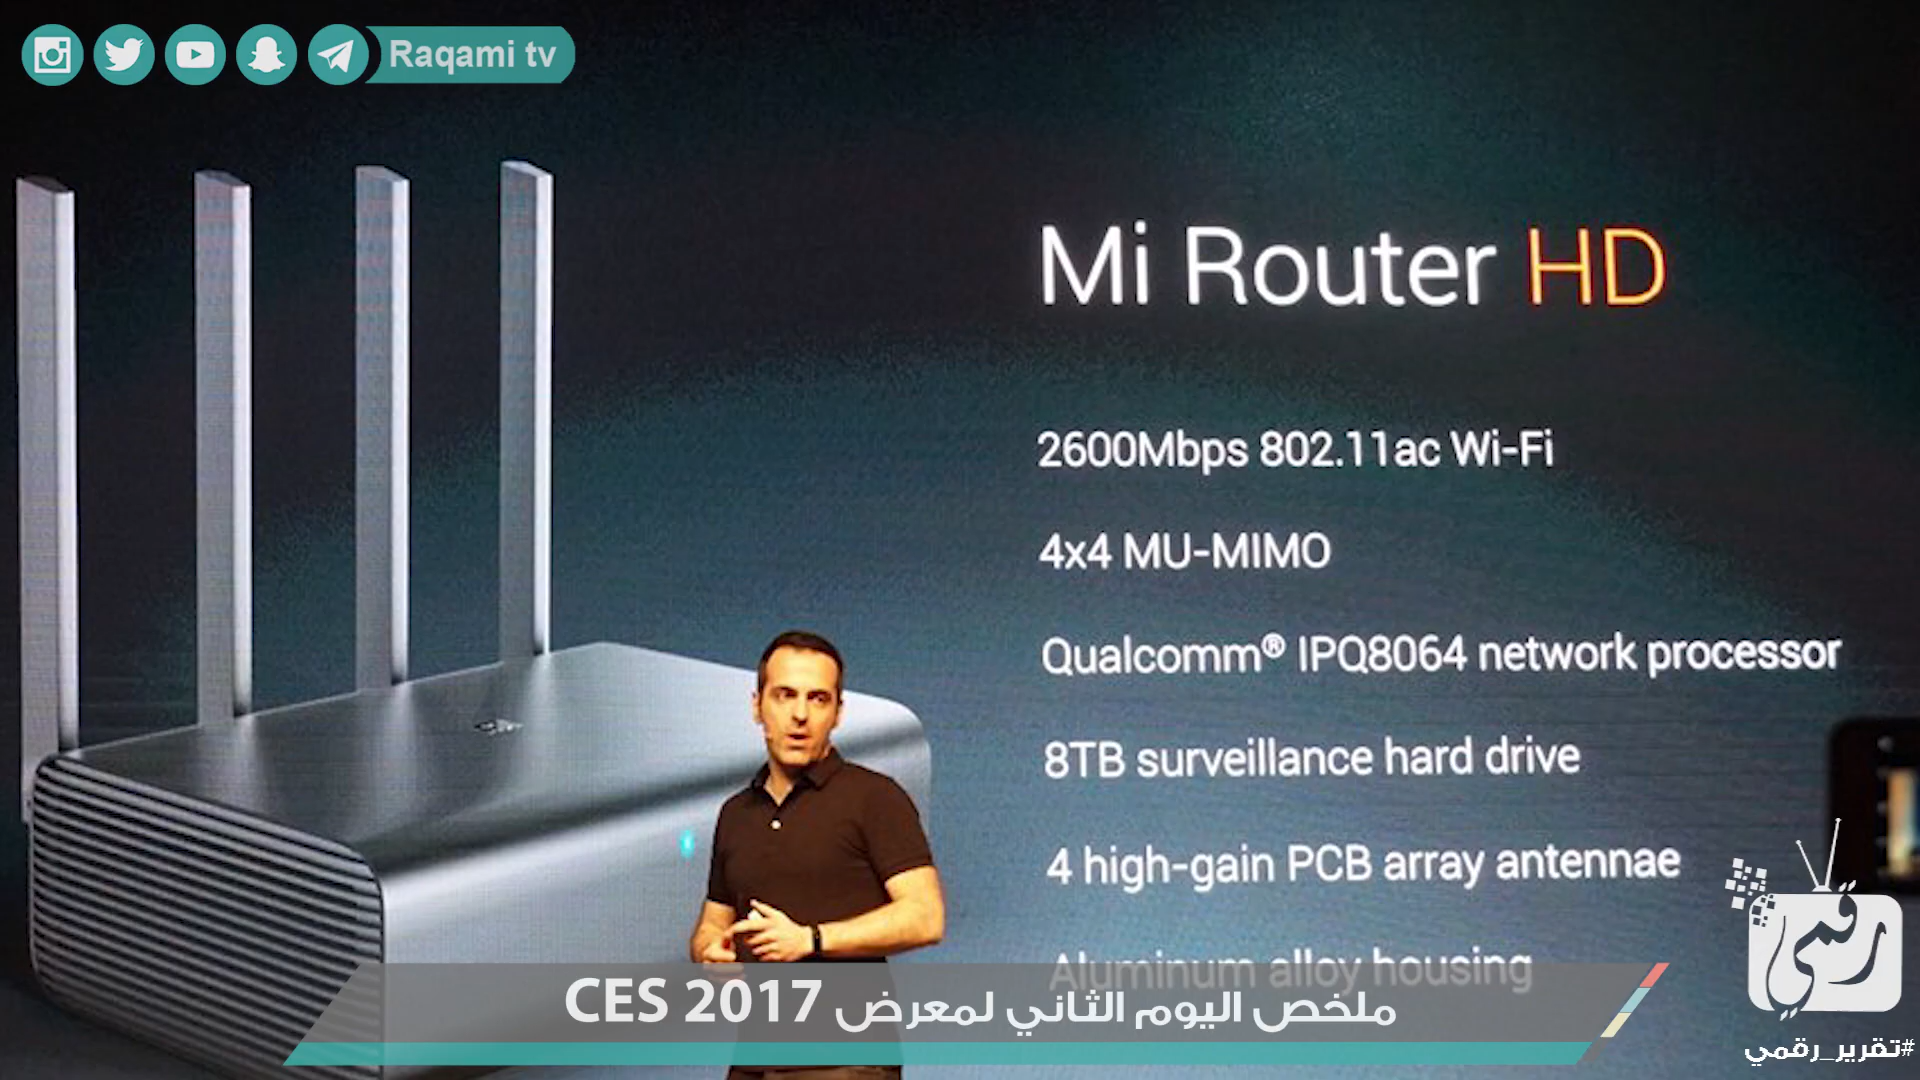 Raqami tv
Mi Router HD
2600Mbps 802.11ac Wi-Fi
4x4 MU-MIMO
Qualcomm® IPQ8064 network processor
8TB surveillance hard drive
4 high-gain PCB array antennae
Aluminum alloy housing
ملخص اليوم الثاني لمعرض CES 2017
رقمي
#تقرير_رقمي